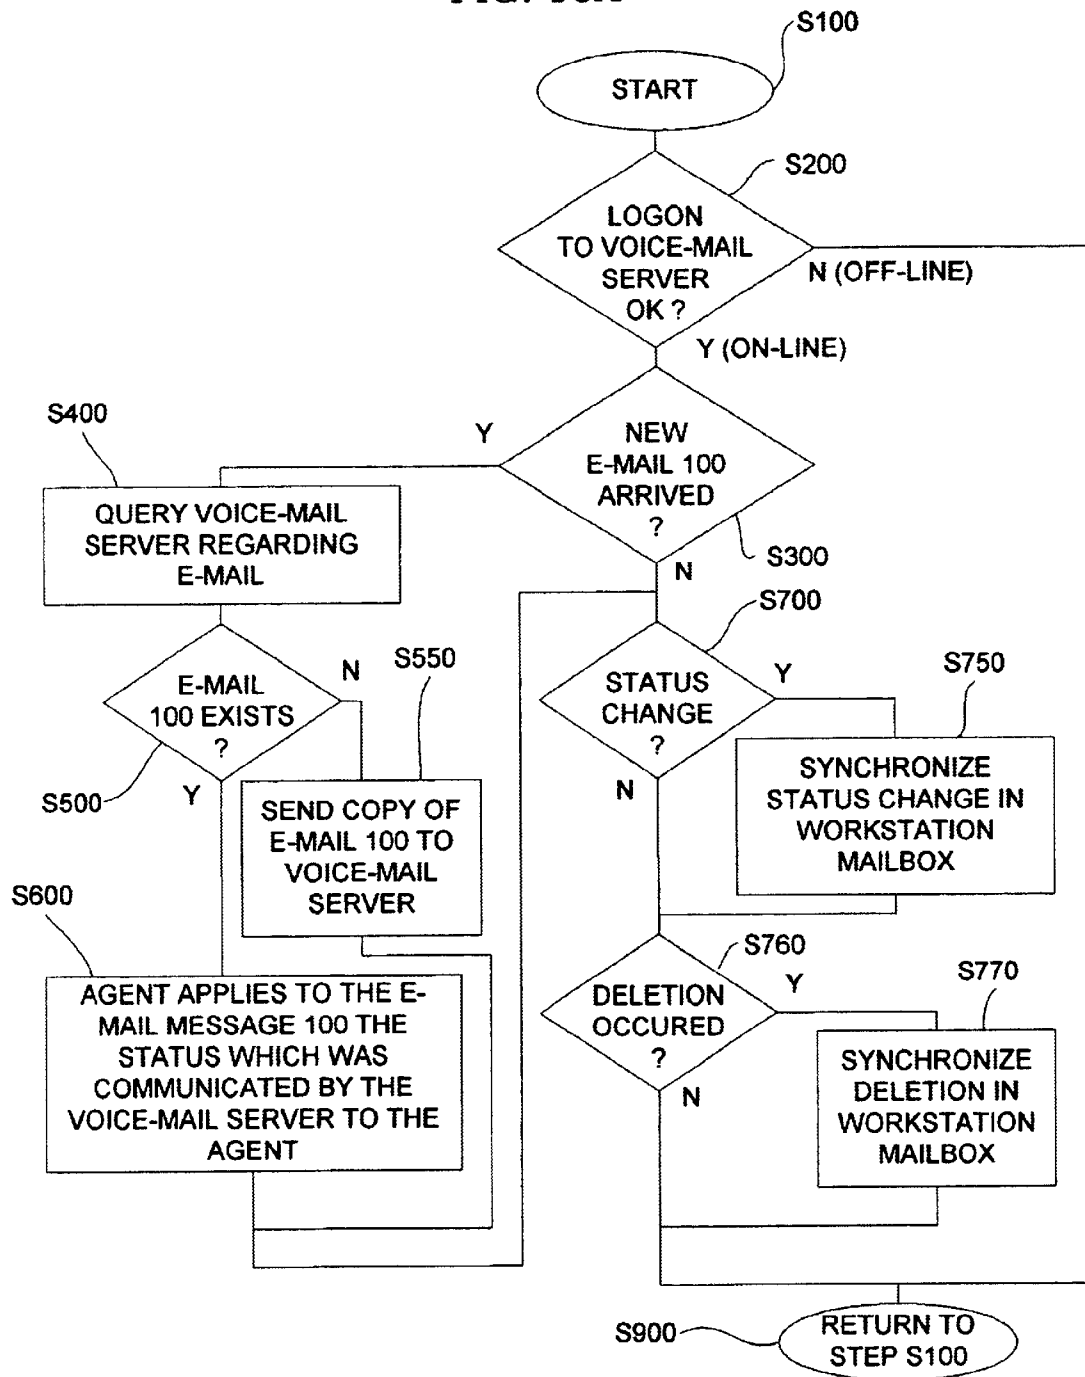 S100
START
S200
LOGON
TO VOICE-MAIL
SERVER
OK ?
N (OFF-LINE)
Y (ON-LINE)
S400
Y
NEW
E-MAIL 100
ARRIVED
?
S300
N
QUERY VOICE-MAIL
SERVER REGARDING
E-MAIL
S700
S550
N
E-MAIL
100 EXISTS
?
S500
Y
STATUS
CHANGE
?
Y
S750
N
SEND COPY OF
E-MAIL 100 TO
VOICE-MAIL
SERVER
SYNCHRONIZE
STATUS CHANGE IN
WORKSTATION
MAILBOX
S600
AGENT APPLIES TO THE E-
MAIL MESSAGE 100 THE
STATUS WHICH WAS
COMMUNICATED BY THE
VOICE-MAIL SERVER TO THE
AGENT
S760
DELETION
OCCURED
?
Y
S770
N
SYNCHRONIZE
DELETION IN
WORKSTATION
MAILBOX
S900
RETURN TO
STEP S100